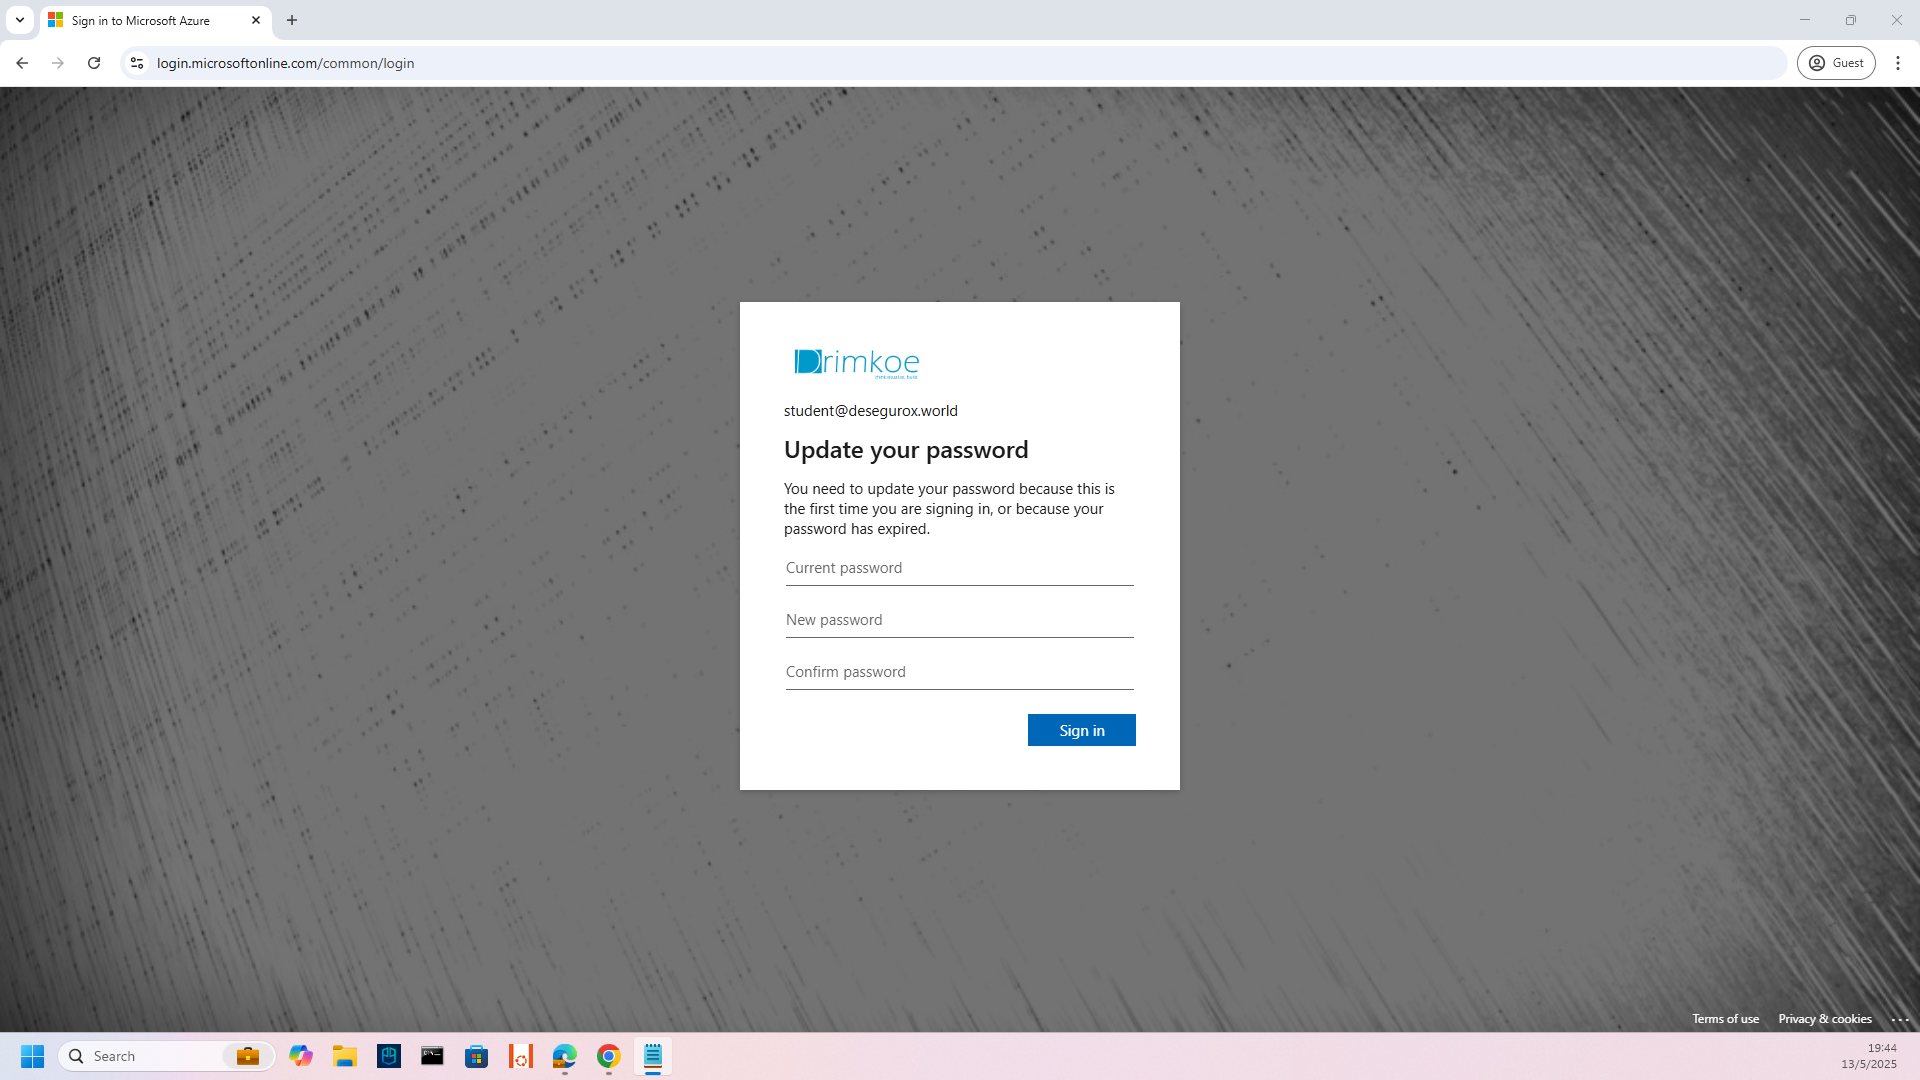 Sign in to Microsoft Azure
login.microsoftonline.com/common/login
Guest
Drimkoe
student@desegurox.world
Update your password
You need to update your password because this is
the first time you are signing in, or because your
password has expired.
Current password
New password
Confirm password
Sign in
Terms of use
Privacy & cookies
Search
19:44
13/5/2025